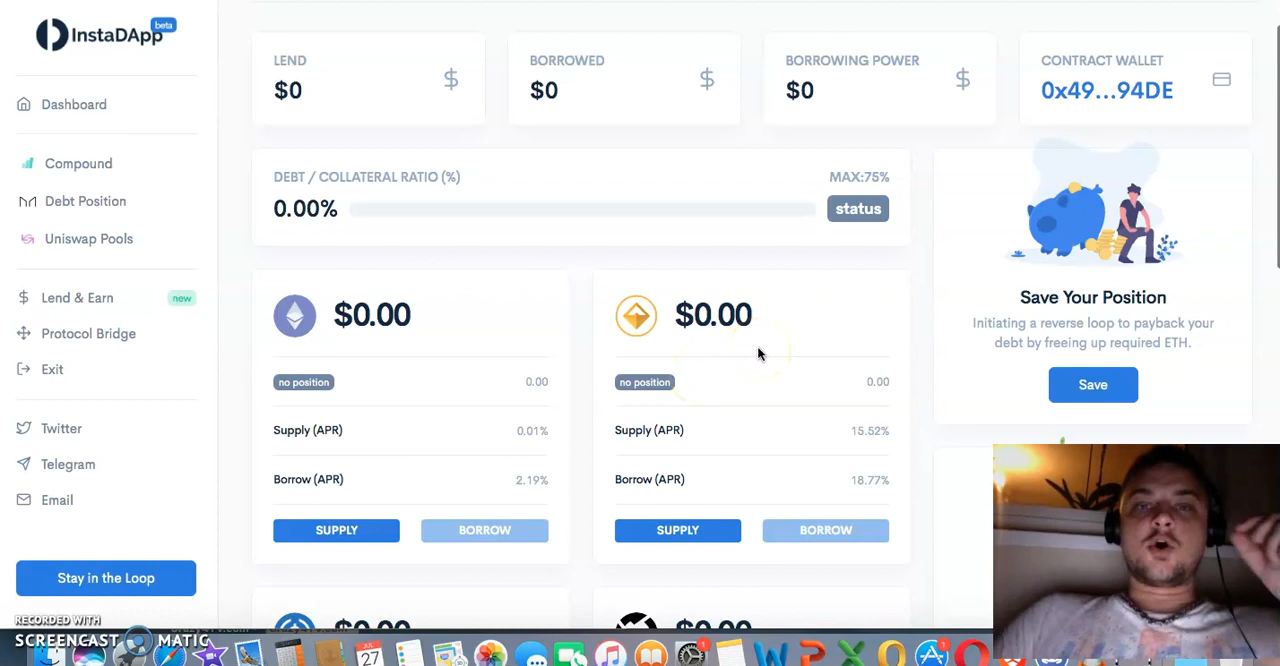 InstaDApp
beta
Dashboard
Compound
Debt Position
Uniswap Pools
Lend & Earn
new
Protocol Bridge
Exit
Twitter
Telegram
Email
Stay in the Loop
LEND
$0
$
BORROWED
$0
$
BORROWING POWER
$0
$
CONTRACT WALLET
0x49...94DE
DEBT / COLLATERAL RATIO (%)
MAX:75%
0.00%
status
$0.00
no position
0.00
Supply (APR)
0.01%
Borrow (APR)
2.19%
SUPPLY
BORROW
$0.00
no position
0.00
Supply (APR)
15.52%
Borrow (APR)
18.77%
SUPPLY
BORROW
Save Your Position
Initiating a reverse loop to payback your
debt by freeing up required ETH.
Save
RECORDED WITH
SCREENCAST MATIC
JUL
27